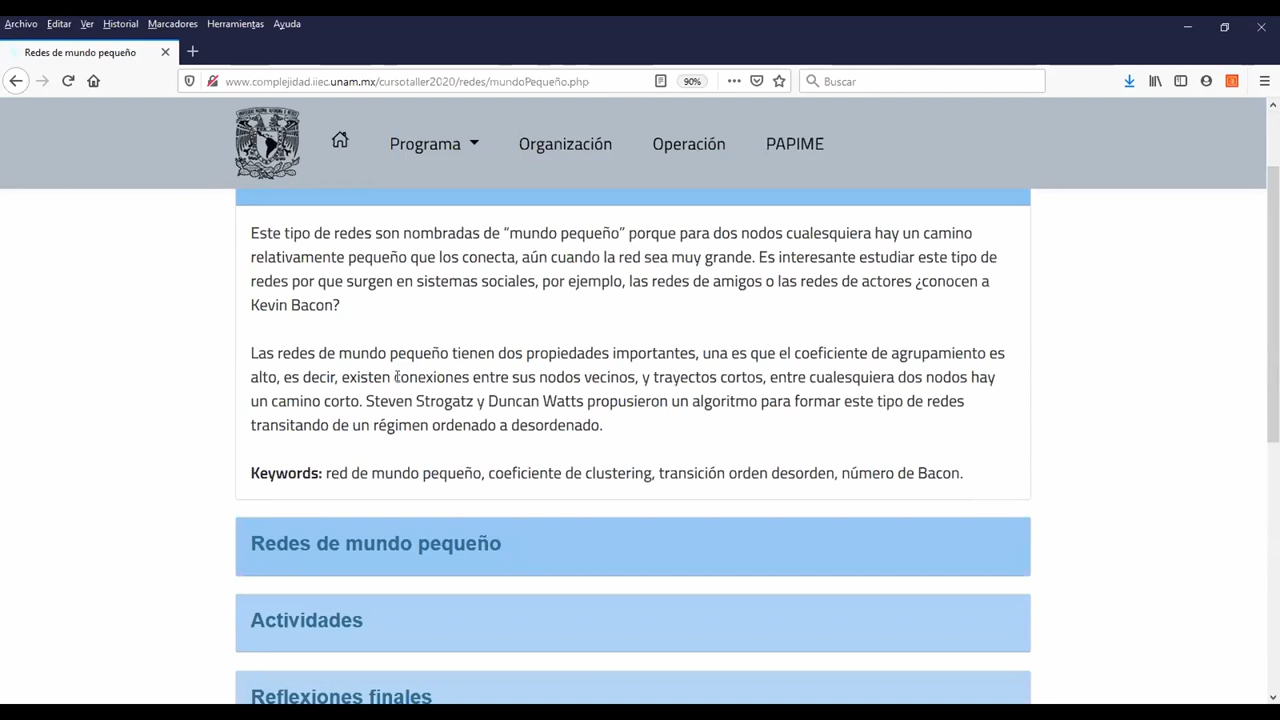 Archivo Editar Ver Historial Marcadores Herramientas Ayuda
Redes de mundo pequeño
www.complejidad.iiec.unam.mx/cursotaller2020/redes/mundoPequeño.php 90% Buscar
Programa Organización Operación PAPIME
Este tipo de redes son nombradas de “mundo pequeño” porque para dos nodos cualesquiera hay un camino
relativamente pequeño que los conecta, aún cuando la red sea muy grande. Es interesante estudiar este tipo de
redes por que surgen en sistemas sociales, por ejemplo, las redes de amigos o las redes de actores ¿conocen a
Kevin Bacon?
Las redes de mundo pequeño tienen dos propiedades importantes, una es que el coeficiente de agrupamiento es
alto, es decir, existen conexiones entre sus nodos vecinos, y trayectos cortos, entre cualesquiera dos nodos hay
un camino corto. Steven Strogatz y Duncan Watts propusieron un algoritmo para formar este tipo de redes
transitando de un régimen ordenado a desordenado.
Keywords: red de mundo pequeño, coeficiente de clustering, transición orden desorden, número de Bacon.
Redes de mundo pequeño
Actividades
Reflexiones finales